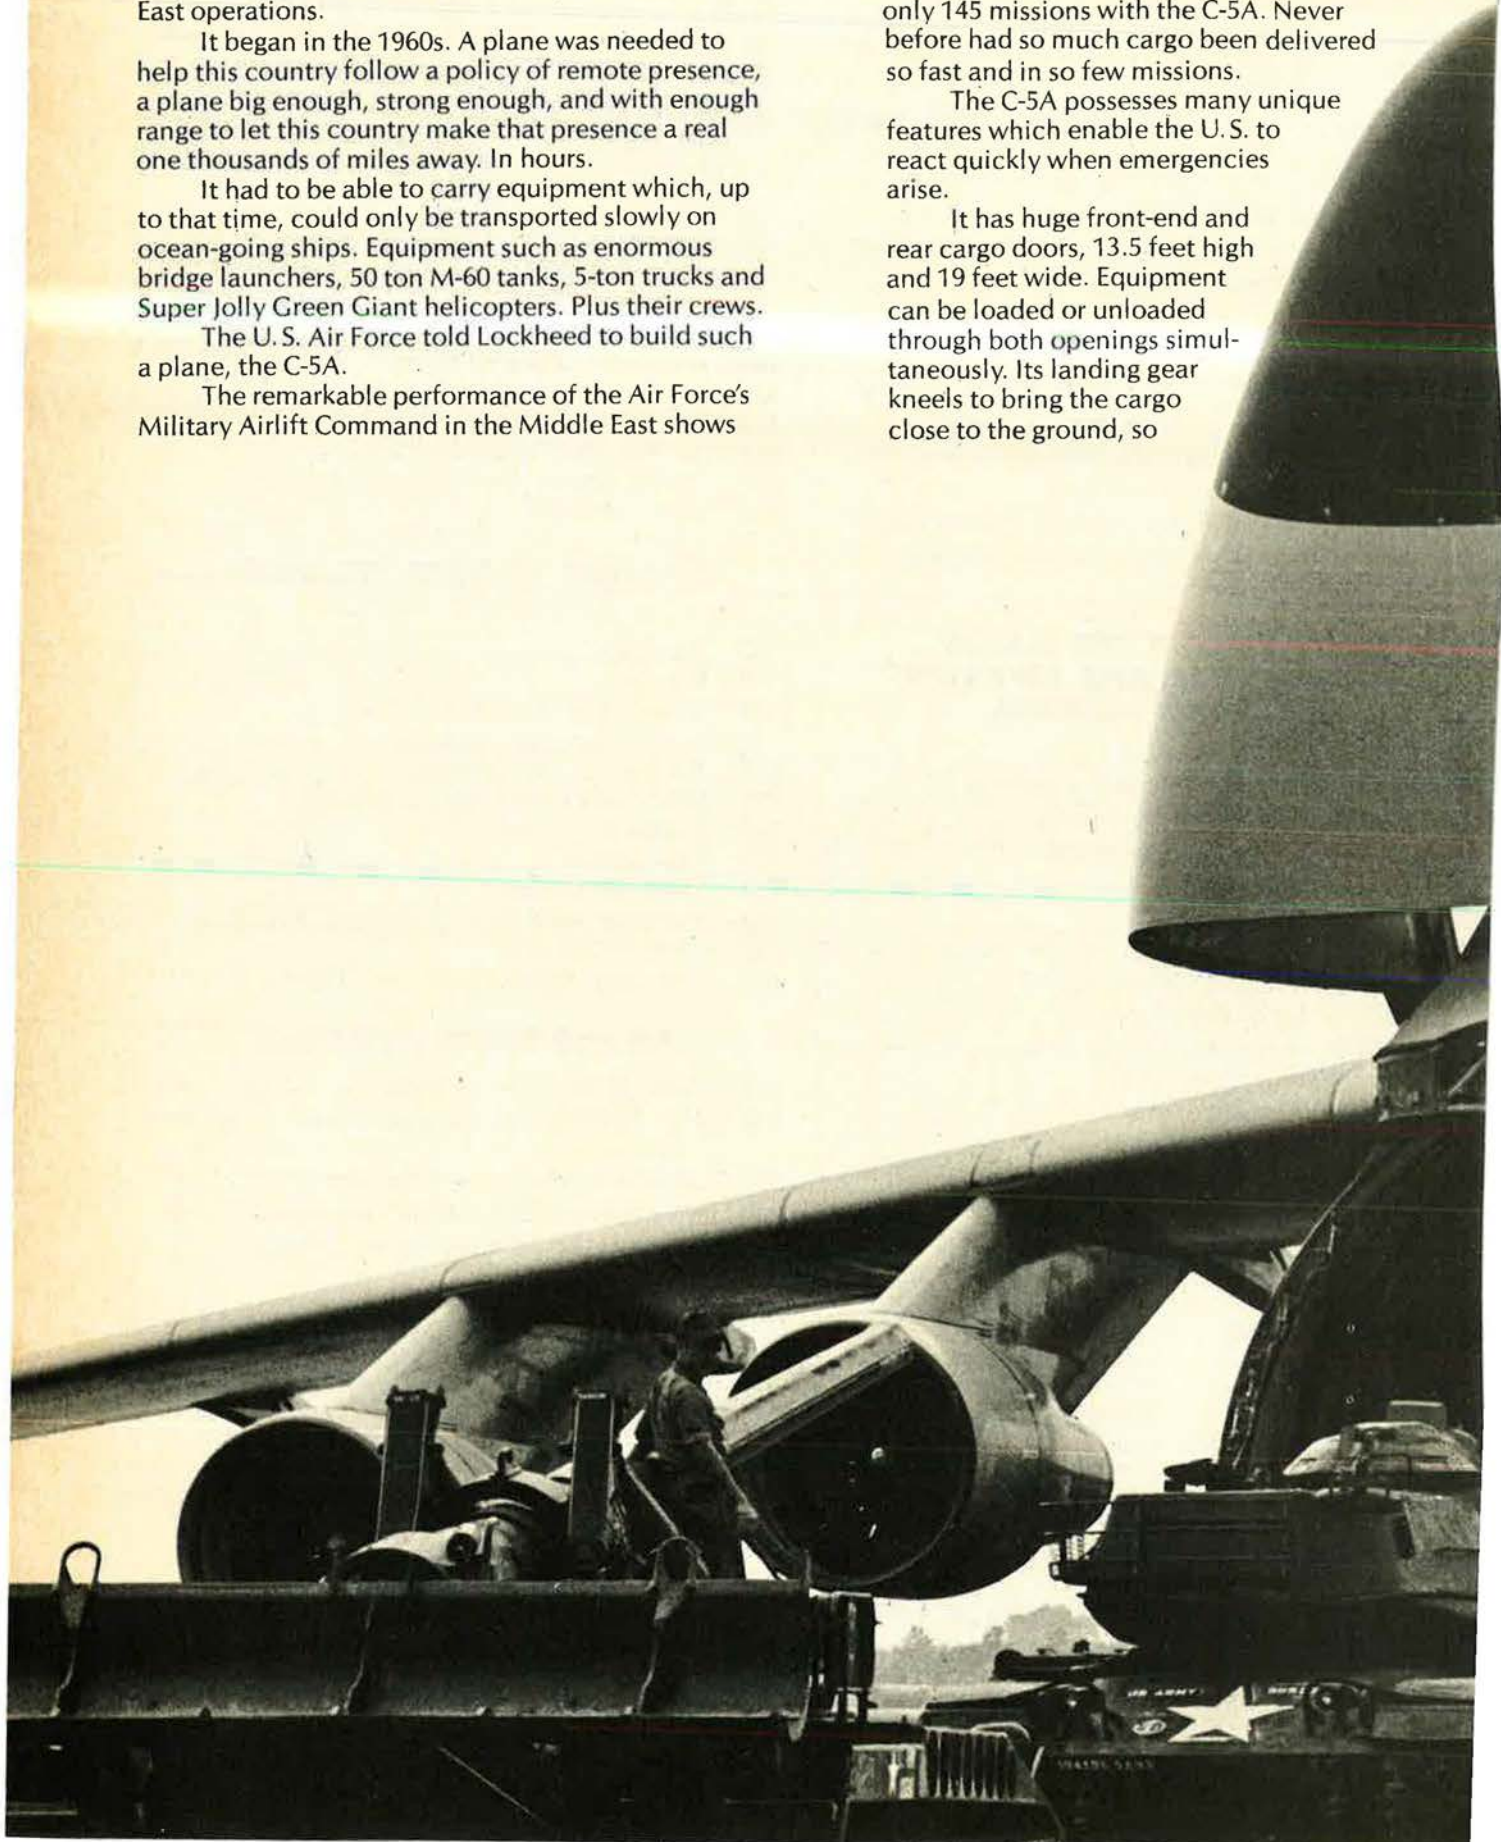 East operations.
It began in the 1960s. A plane was needed to
help this country follow a policy of remote presence,
a plane big enough, strong enough, and with enough
range to let this country make that presence a real
one thousands of miles away. In hours.
It had to be able to carry equipment which, up
to that time, could only be transported slowly on
ocean-going ships. Equipment such as enormous
bridge launchers, 50 ton M-60 tanks, 5-ton trucks and
Super Jolly Green Giant helicopters. Plus their crews.
The U.S. Air Force told Lockheed to build such
a plane, the C-5A.
The remarkable performance of the Air Force's
Military Airlift Command in the Middle East shows
only 145 missions with the C-5A. Never
before had so much cargo been delivered
so fast and in so few missions.
The C-5A possesses many unique
features which enable the U.S. to
react quickly when emergencies
arise.
It has huge front-end and
rear cargo doors, 13.5 feet high
and 19 feet wide. Equipment
can be loaded or unloaded
through both openings simul-
taneously. Its landing gear
kneels to bring the cargo
close to the ground, so
US ARMY